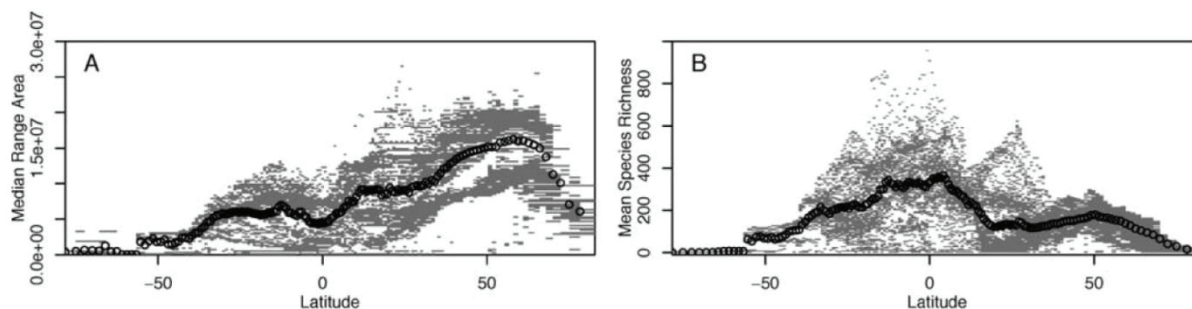 A
Median Range Area
3.0e+07
1.5e+07
0.0e+00
−50
0
50
Latitude
B
Mean Species Richness
800
600
400
200
0
−50
0
50
Latitude